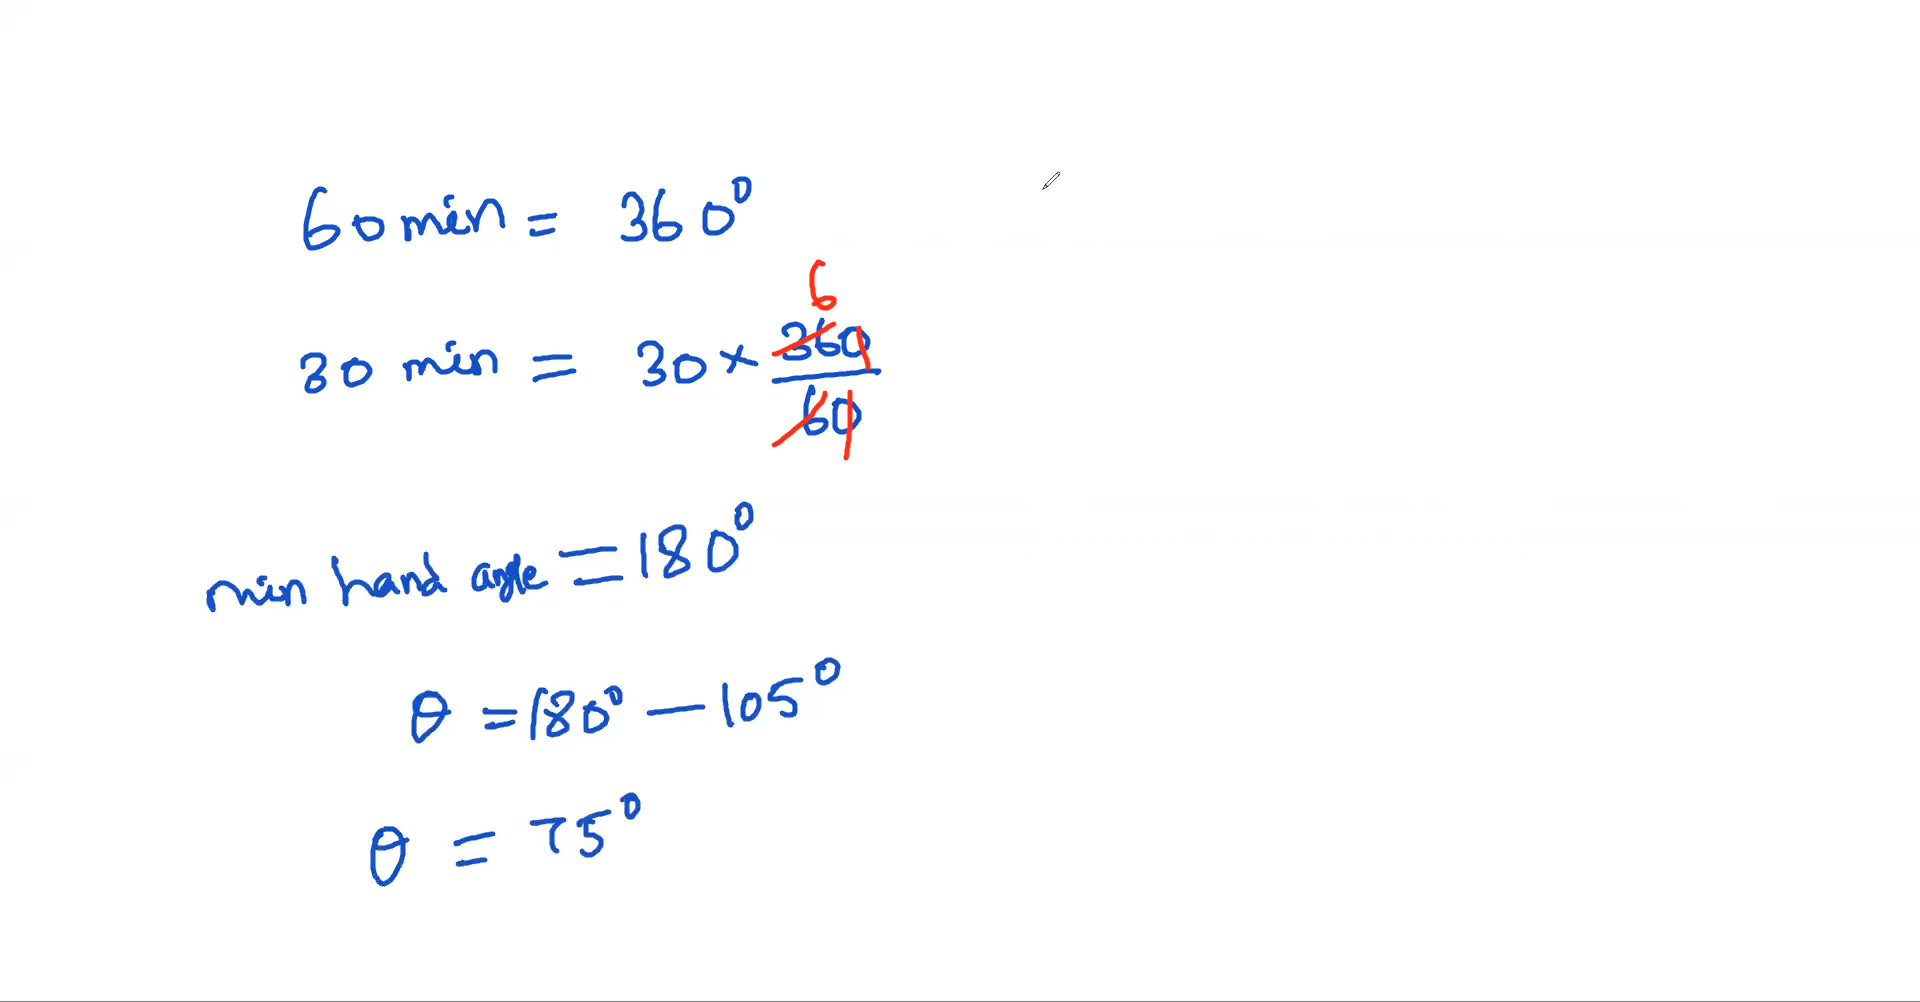 60 min = 360°
6
30 min = 30 × 360/60
min hand angle = 180°
θ = 180° – 105°
θ = 75°